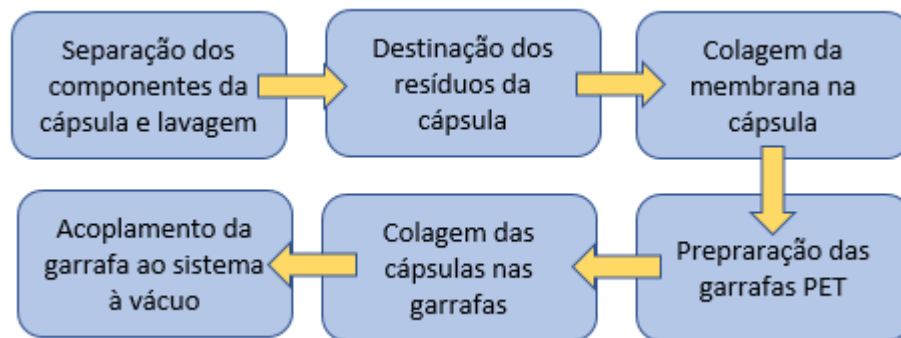 Separação dos
componentes da
cápsula e lavagem
Destinação dos
resíduos da
cápsula
Colagem da
membrana na
cápsula
Prepraração das
garrafas PET
Colagem das
cápsulas nas
garrafas
Acoplamento da
garrafa ao sistema
à vácuo